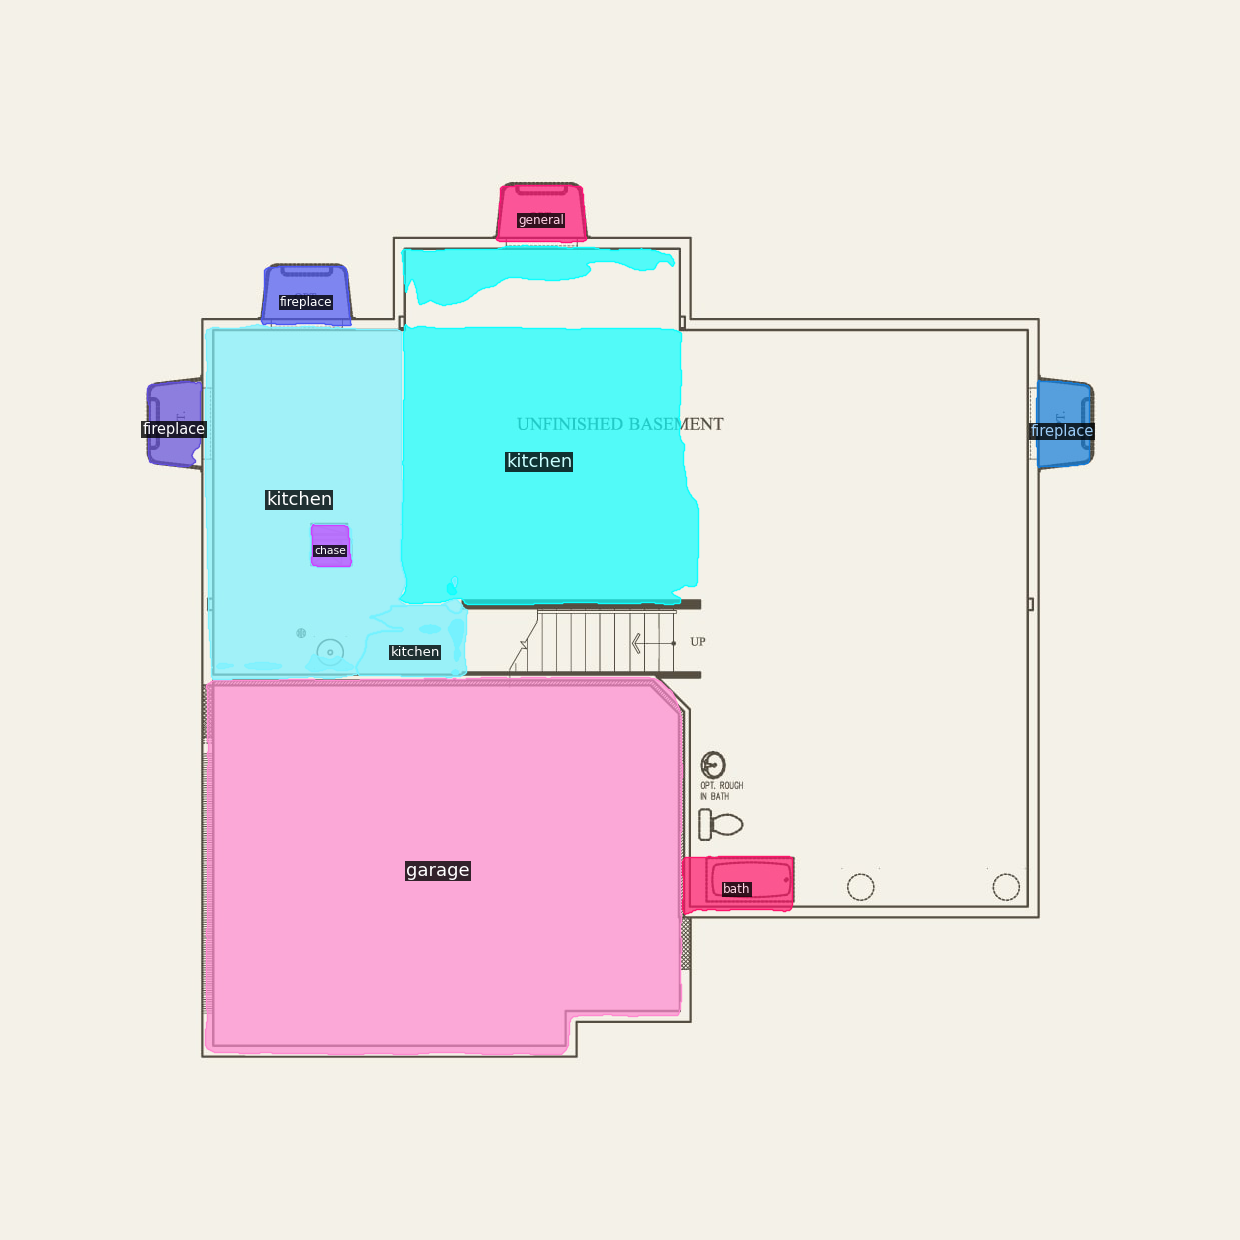 general
fireplace
T.
fireplace
T.
fireplace
UNFINISHED BASEMENT
kitchen
kitchen
chase
UP
kitchen
OPT. ROUGH
IN BATH
garage
bath